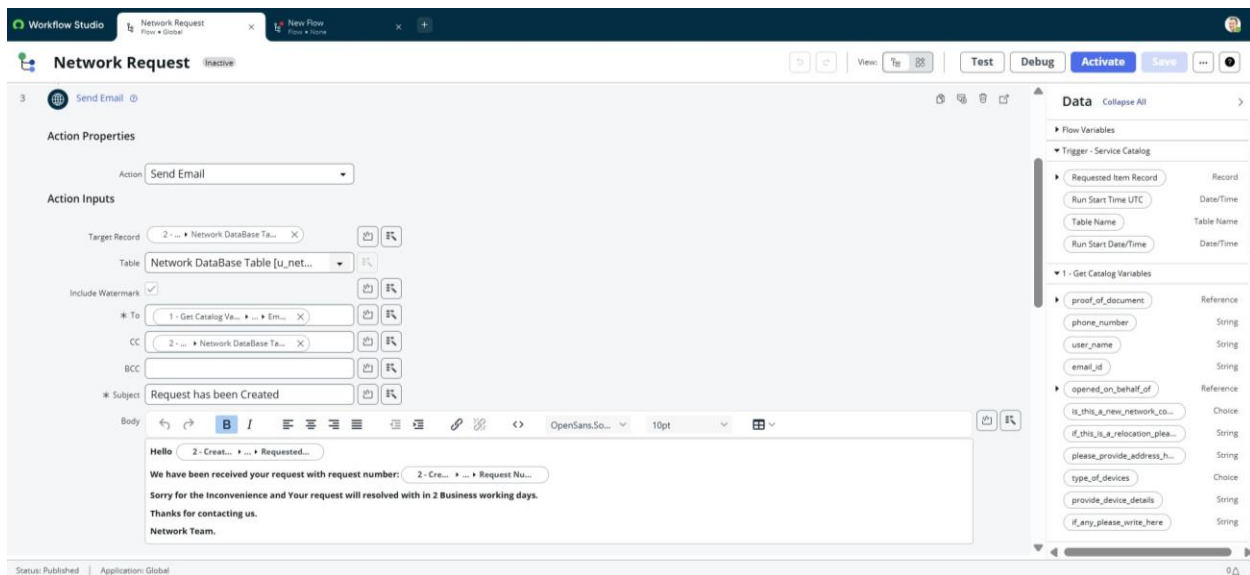 Workflow Studio
Network Request
Flow • Global
New Flow
Flow • None
Network Request Inactive
View:
Test Debug Activate Save
3 Send Email
Action Properties
Action Send Email
Action Inputs
Target Record 2 - ... ▸ Network DataBase Ta... X
Table Network DataBase Table [u_net...
Include Watermark
* To 1 - Get Catalog Va... ▸ ... ▸ Em... X
CC 2 - ... ▸ Network DataBase Ta... X
BCC
* Subject Request has been Created
Body B I OpenSans.So... 10pt
Hello 2 - Creat... ▸ ... ▸ Requested...
We have been received your request with request number: 2 - Cre... ▸ ... ▸ Request Nu...
Sorry for the Inconvenience and Your request will resolved with in 2 Business working days.
Thanks for contacting us.
Network Team.
Data Collapse All
Flow Variables
Trigger - Service Catalog
Requested Item Record Record
Run Start Time UTC Date/Time
Table Name Table Name
Run Start Date/Time Date/Time
1 - Get Catalog Variables
proof_of_document Reference
phone_number String
user_name String
email_id String
opened_on_behalf_of Reference
is_this_a_new_network_co... Choice
if_this_is_a_relocation_plea... String
please_provide_address_h... String
type_of_devices Choice
provide_device_details String
if_any_please_write_here String
Status: Published | Application: Global
0